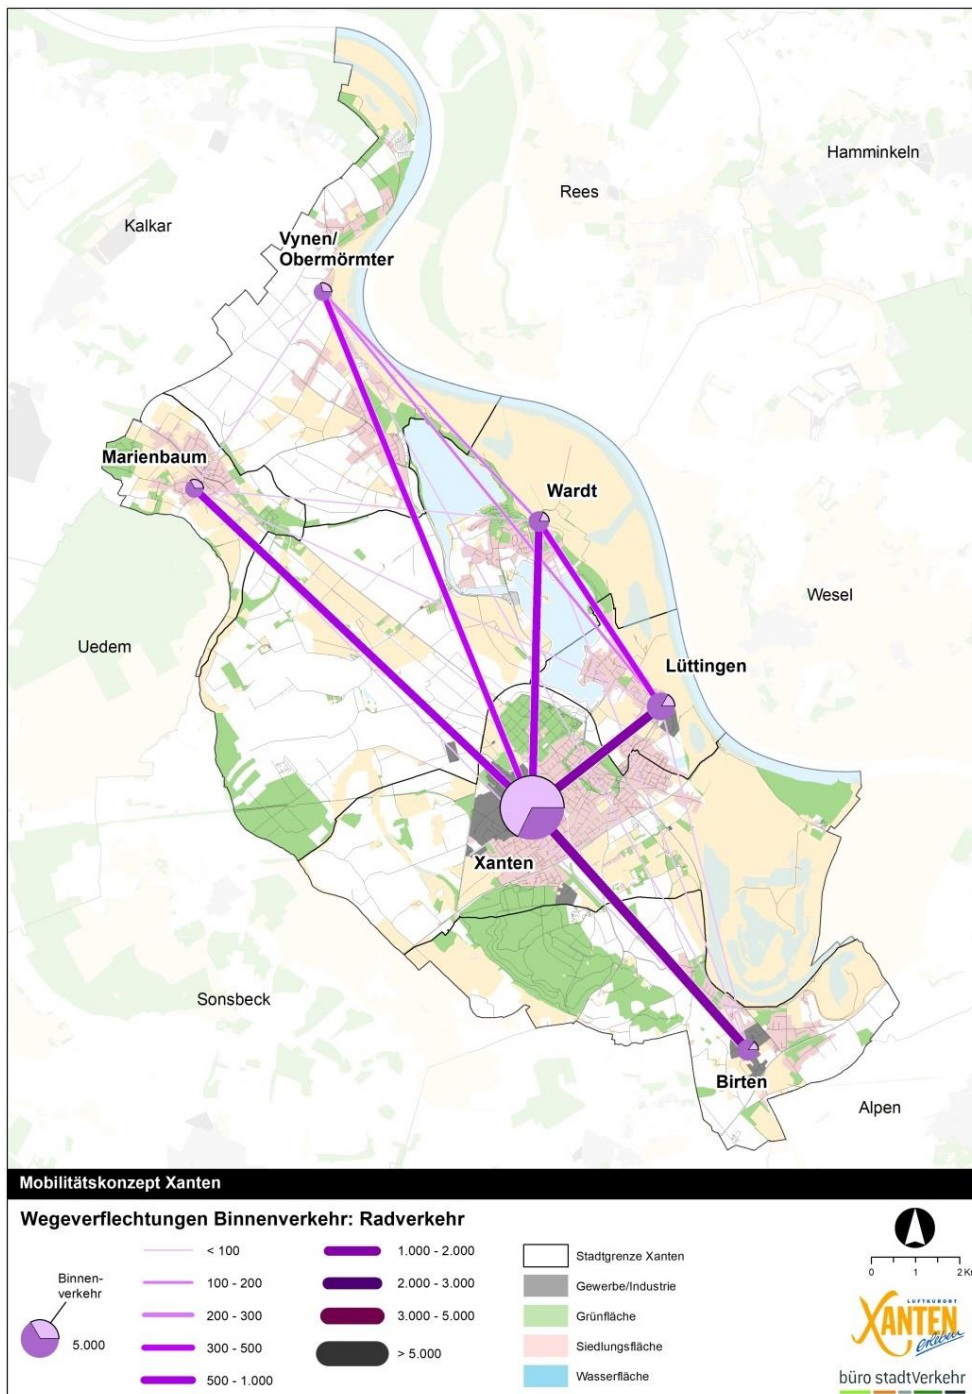 Hamminkeln
Rees
Kalkar
Vynen/
Obermörmter
Marienbaum
Wardt
Wesel
Uedem
Lüttingen
Xanten
Sonsbeck
Birten
Alpen
Mobilitätskonzept Xanten
Wegeverflechtungen Binnenverkehr: Radverkehr
Binnen-
verkehr
5.000
< 100
100 - 200
200 - 300
300 - 500
500 - 1.000
1.000 - 2.000
2.000 - 3.000
3.000 - 5.000
> 5.000
Stadtgrenze Xanten
Gewerbe/Industrie
Grünfläche
Siedlungsfläche
Wasserfläche
0 1 2
LUFTKURORT
XANTEN
erleben
büro stadtVerkehr